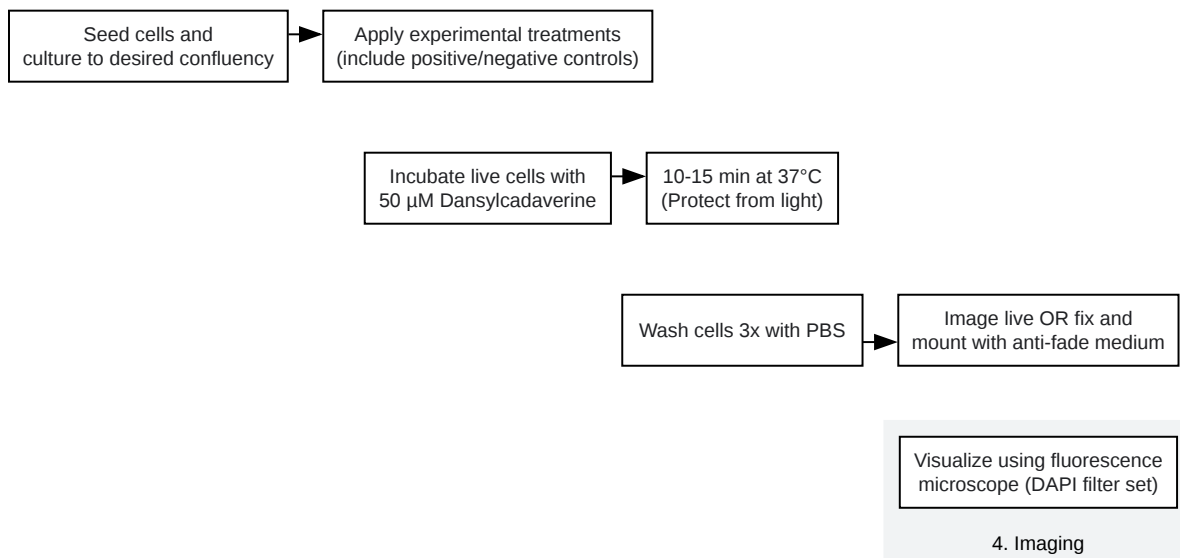 Seed cells and
culture to desired confluency
Apply experimental treatments
(include positive/negative controls)
Incubate live cells with
50 µM Dansylcadaverine
10-15 min at 37°C
(Protect from light)
Wash cells 3x with PBS
Image live OR fix and
mount with anti-fade medium
Visualize using fluorescence
microscope (DAPI filter set)
4. Imaging